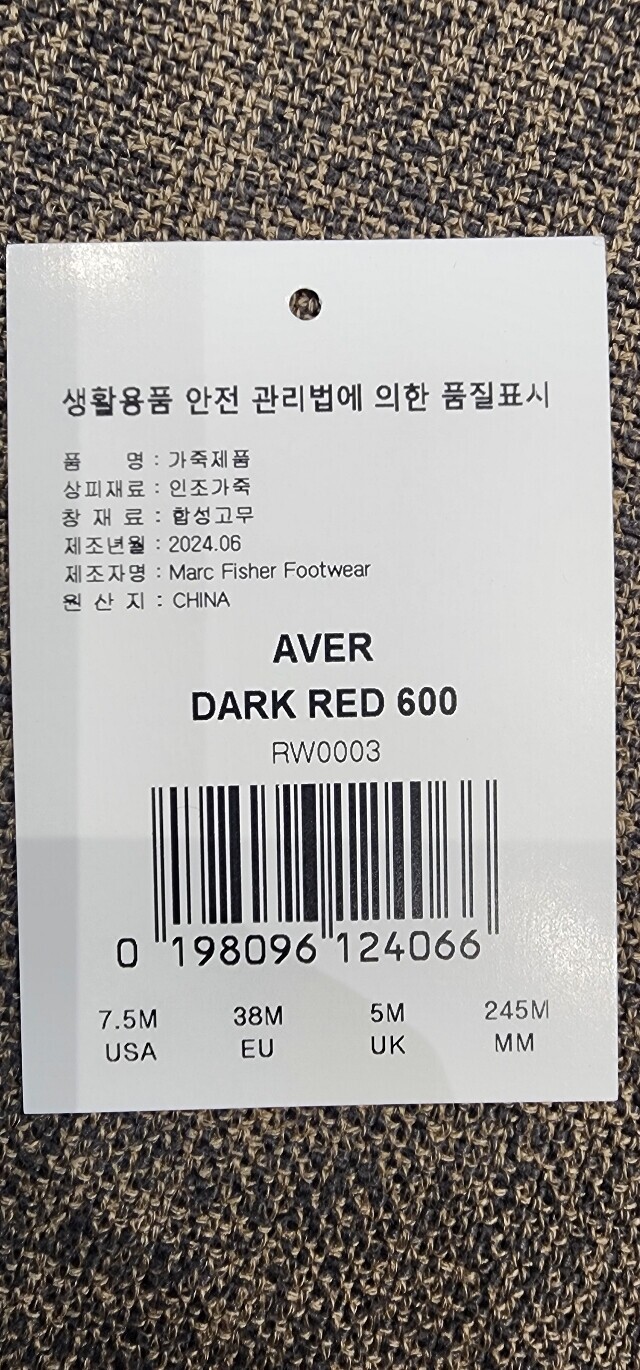 생활용품 안전 관리법에 의한 품질표시
품 명 : 가죽제품
상피재료 : 인조가죽
창 재 료 : 합성고무
제조년월 : 2024.06
제조자명 : Marc Fisher Footwear
원 산 지 : CHINA
AVER
DARK RED 600
RW0003
0 198096 124066
7.5M 38M 5M 245M
USA EU UK MM